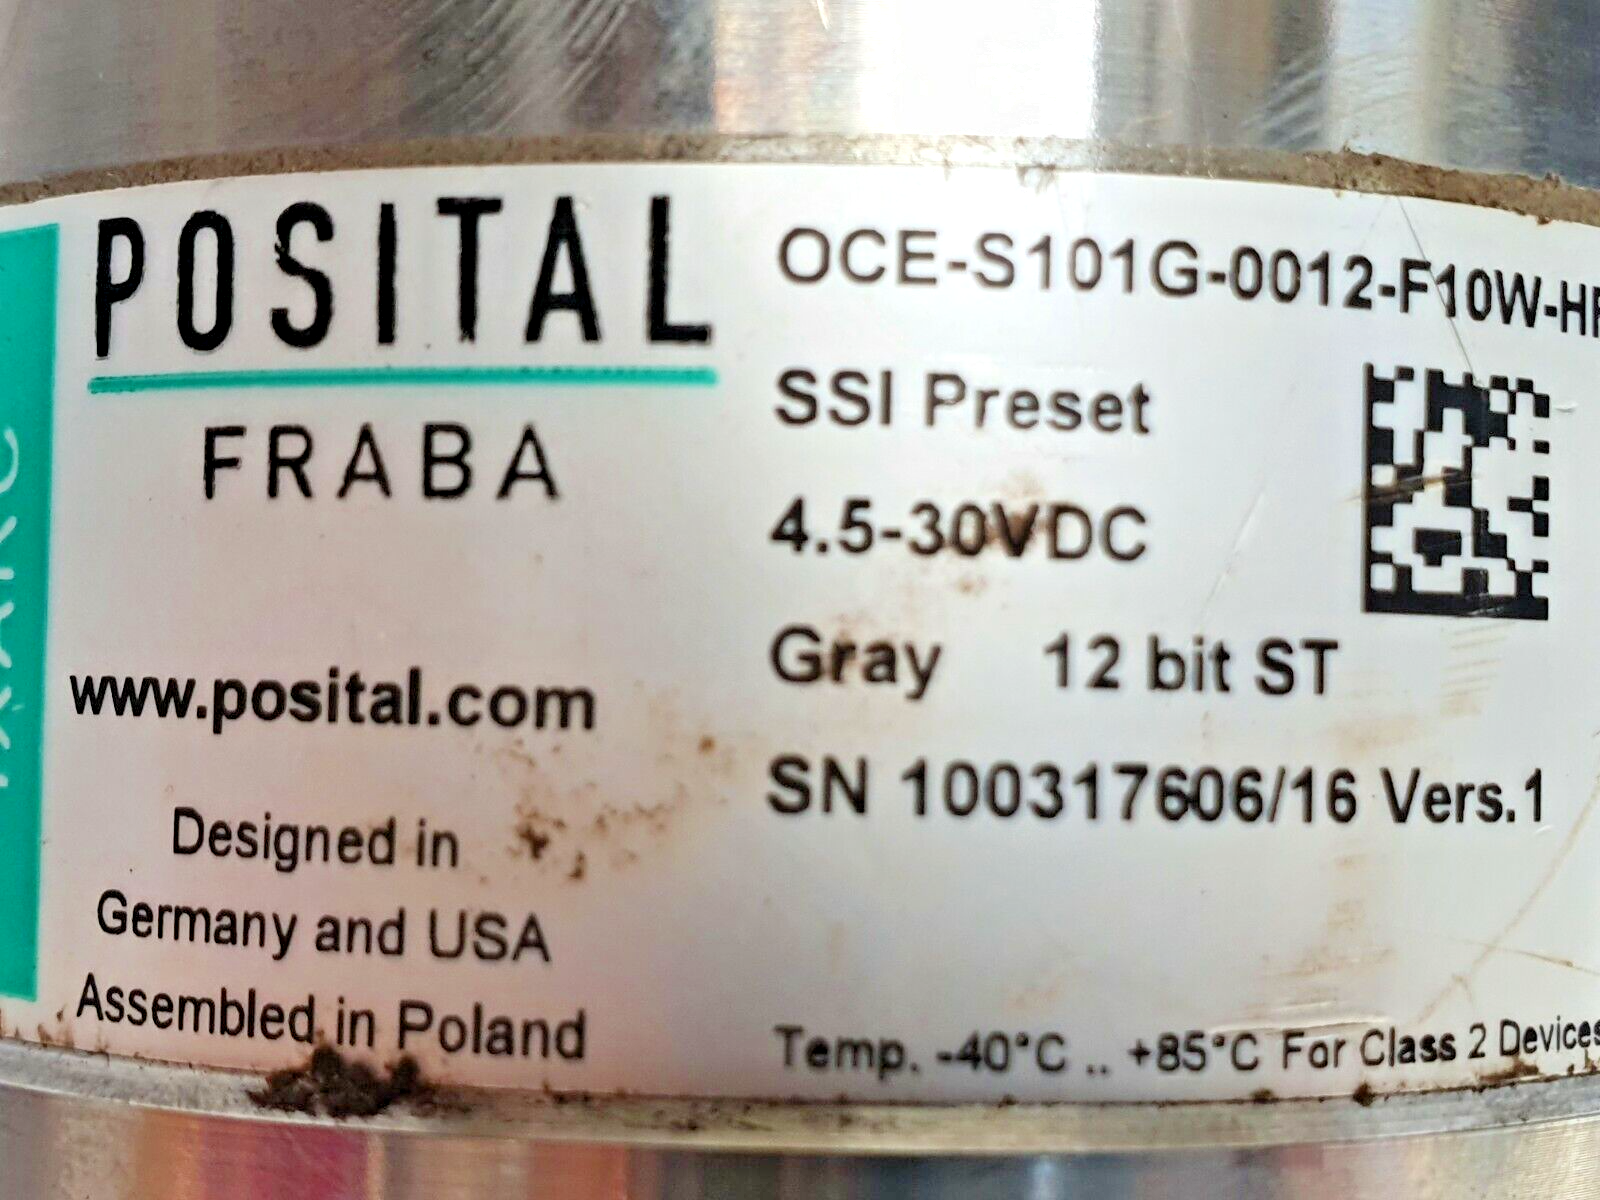 POSITAL
FRABA
www.posital.com
Designed in
Germany and USA
Assembled in Poland
OCE-S101G-0012-F10W-H
SSI Preset
4.5-30VDC
Gray 12 bit ST
SN 100317606/16 Vers.1
Temp. -40°C .. +85°C For Class 2 Devices